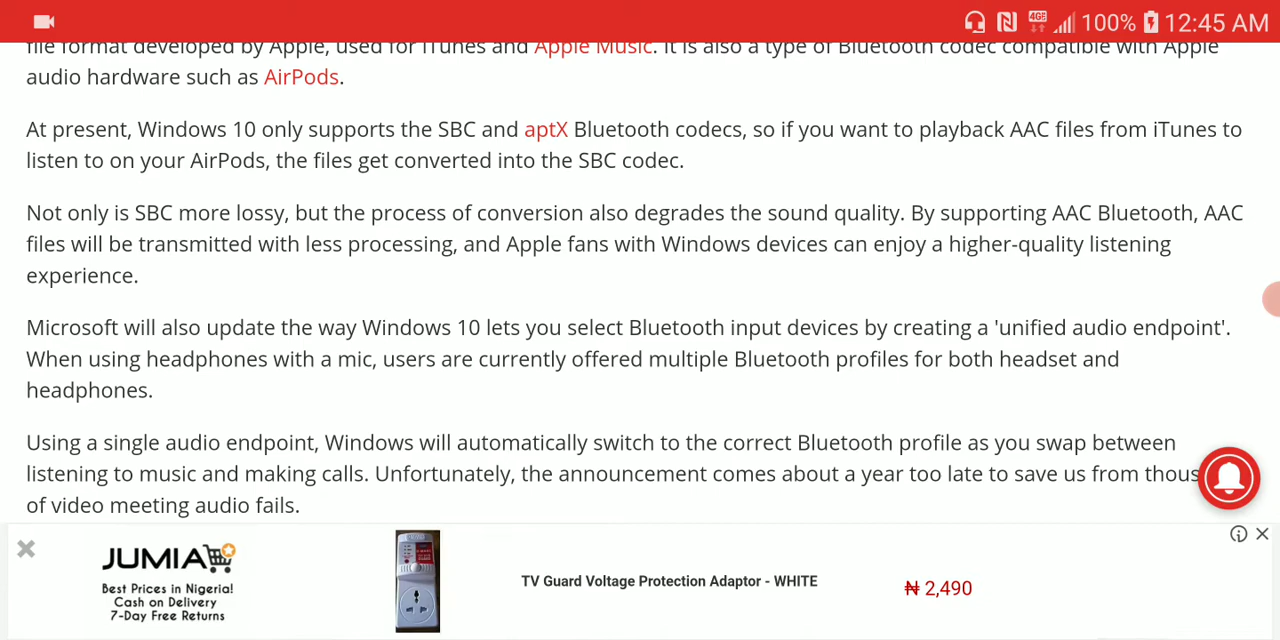 4GE 100% 12:45 AM
file format developed by Apple, used for iTunes and Apple Music. It is also a type of Bluetooth codec compatible with Apple
audio hardware such as AirPods.
At present, Windows 10 only supports the SBC and aptX Bluetooth codecs, so if you want to playback AAC files from iTunes to
listen to on your AirPods, the files get converted into the SBC codec.
Not only is SBC more lossy, but the process of conversion also degrades the sound quality. By supporting AAC Bluetooth, AAC
files will be transmitted with less processing, and Apple fans with Windows devices can enjoy a higher-quality listening
experience.
Microsoft will also update the way Windows 10 lets you select Bluetooth input devices by creating a 'unified audio endpoint'.
When using headphones with a mic, users are currently offered multiple Bluetooth profiles for both headset and
headphones.
Using a single audio endpoint, Windows will automatically switch to the correct Bluetooth profile as you swap between
listening to music and making calls. Unfortunately, the announcement comes about a year too late to save us from thous
of video meeting audio fails.
JUMIA
Best Prices in Nigeria!
Cash on Delivery
7-Day Free Returns
TV Guard Voltage Protection Adaptor - WHITE
₦ 2,490